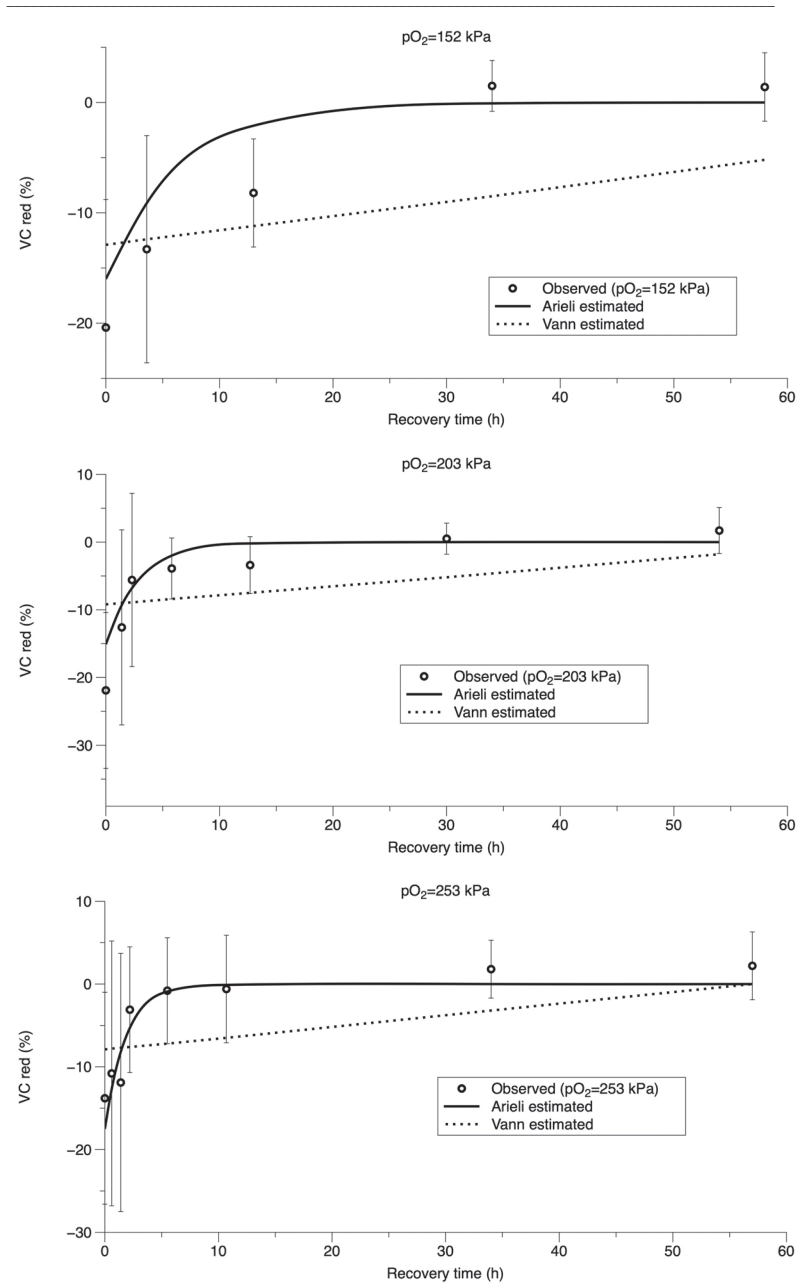 pO2=152 kPa
0
−10
−20
VC red (%)
Observed (pO2=152 kPa)
Arieli estimated
Vann estimated
0 10 20 30 40 50 60
Recovery time (h)
pO2=203 kPa
10
0
−10
−20
−30
VC red (%)
Observed (pO2=203 kPa)
Arieli estimated
Vann estimated
0 10 20 30 40 50 60
Recovery time (h)
pO2=253 kPa
10
0
−10
−20
−30
VC red (%)
Observed (pO2=253 kPa)
Arieli estimated
Vann estimated
0 10 20 30 40 50 60
Recovery time (h)